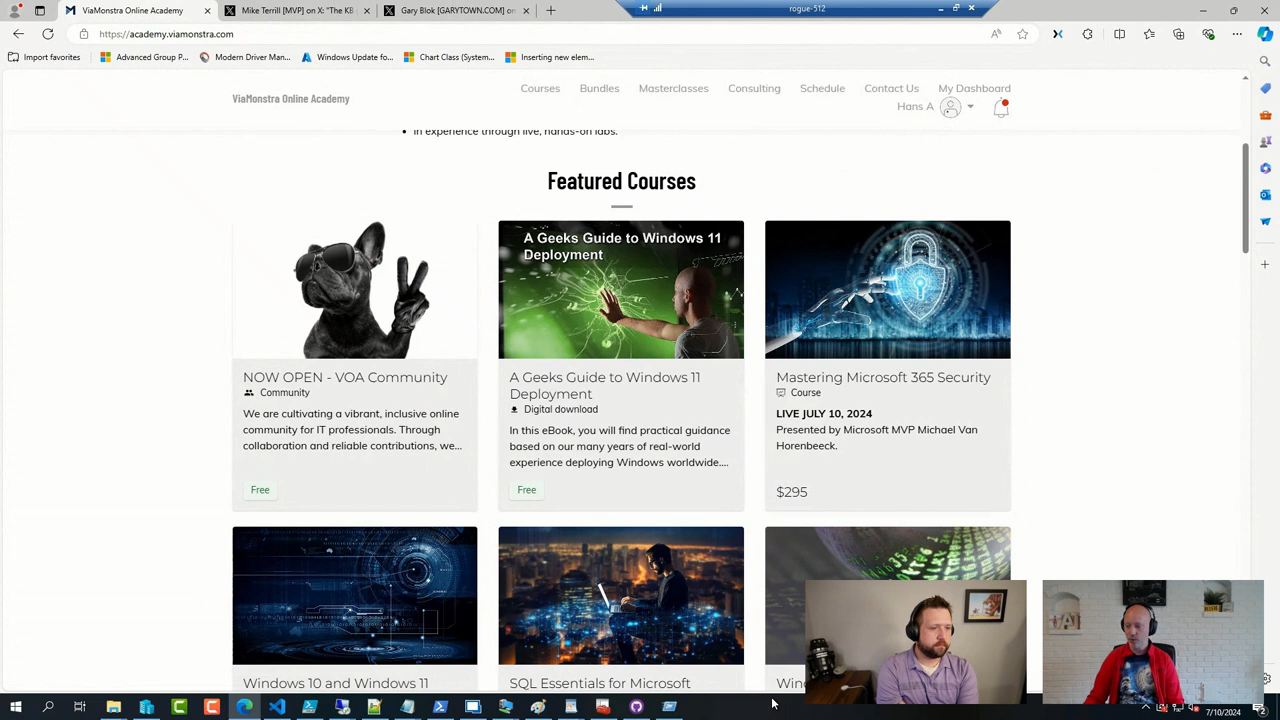 ViaMonstra Online Academy
Mike Terrill [MVP] on X: "The KB
Gary Blok [GARYTOWN.COM] on
rogue-512
https://academy.viamonstra.com
Import favorites
Advanced Group P...
Modern Driver Man...
Windows Update fo...
Chart Class (System...
Inserting new elem...
ViaMonstra Online Academy
Courses
Bundles
Masterclasses
Consulting
Schedule
Contact Us
My Dashboard
Hans A
in experience through live, hands-on labs.
Featured Courses
NOW OPEN - VOA Community
Community
We are cultivating a vibrant, inclusive online
community for IT professionals. Through
collaboration and reliable contributions, we...
Free
A Geeks Guide to Windows 11
Deployment
A Geeks Guide to Windows 11
Deployment
Digital download
In this eBook, you will find practical guidance
based on our many years of real-world
experience deploying Windows worldwide....
Free
Mastering Microsoft 365 Security
Course
LIVE JULY 10, 2024
Presented by Microsoft MVP Michael Van
Horenbeeck.
$295
Windows 10 and Windows 11
SQL Essentials for Microsoft
7/10/2024